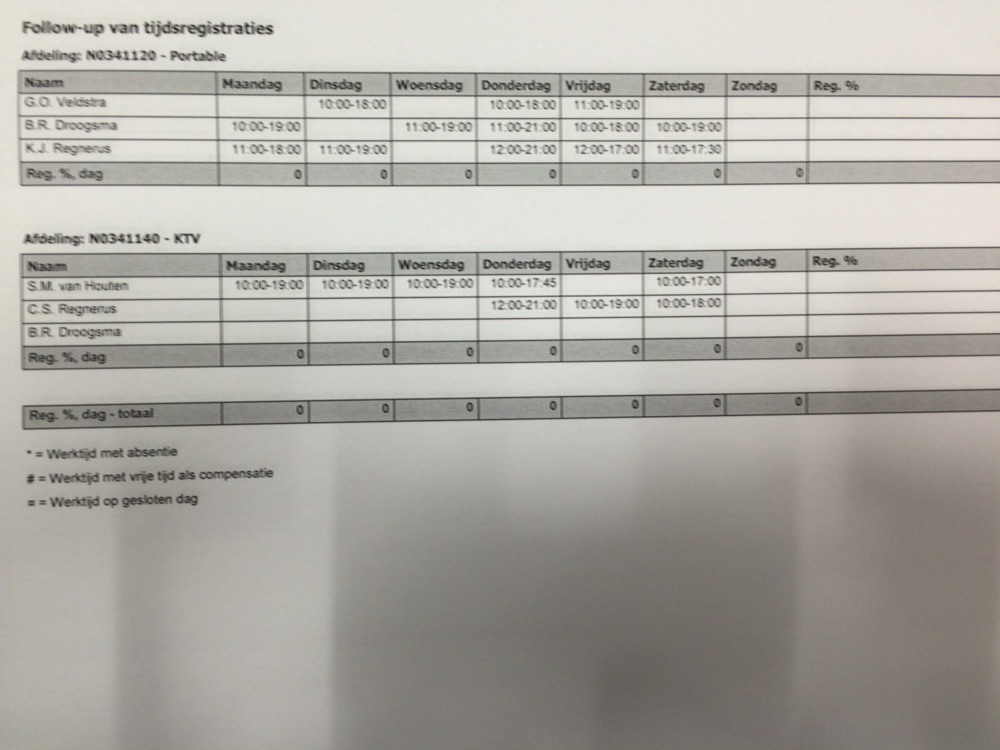 Follow-up van tijdsregistraties
Afdeling: N0341120 - Portable
Naam Maandag Dinsdag Woensdag Donderdag Vrijdag Zaterdag Zondag Reg. %
G.O. Veldstra 10:00-18:00 10:00-18:00 11:00-19:00
B.R. Droogsma 10:00-19:00 11:00-19:00 11:00-21:00 10:00-18:00 10:00-19:00
K.J. Regnerus 11:00-18:00 11:00-19:00 12:00-21:00 12:00-17:00 11:00-17:30
Reg. %, dag 0 0 0 0 0 0 0
Afdeling: N0341140 - KTV
Naam Maandag Dinsdag Woensdag Donderdag Vrijdag Zaterdag Zondag Reg. %
S.M. van Houten 10:00-19:00 10:00-19:00 10:00-19:00 10:00-17:45 10:00-17:00
C.S. Regnerus 12:00-21:00 10:00-19:00 10:00-18:00
B.R. Droogsma
Reg. %, dag 0 0 0 0 0 0 0
Reg. %, dag - totaal 0 0 0 0 0 0 0
* = Werktijd met absentie
# = Werktijd met vrije tijd als compensatie
= = Werktijd op gesloten dag